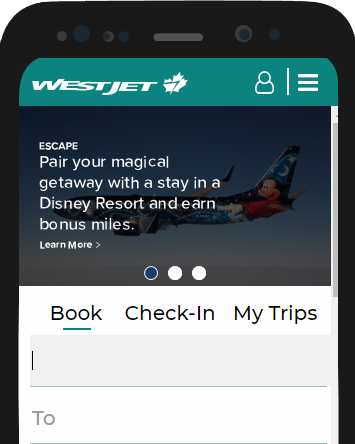 WESTJET
ESCAPE
Pair your magical
getaway with a stay in a
Disney Resort and earn
bonus miles.
Learn More >
Book Check-In My Trips
To